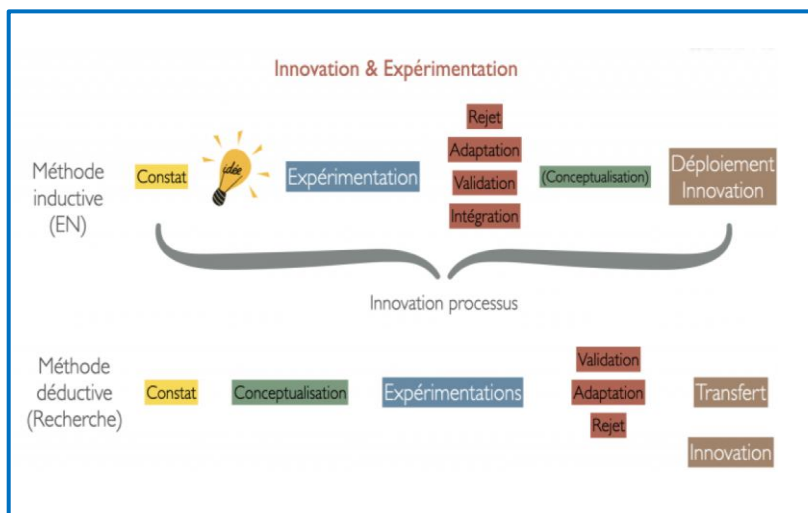 Innovation & Expérimentation
Méthode
inductive
(EN)
Constat
idée
Expérimentation
Rejet
Adaptation
Validation
Intégration
(Conceptualisation)
Déploiement
Innovation
Innovation processus
Méthode
déductive
(Recherche)
Constat
Conceptualisation
Expérimentations
Validation
Adaptation
Rejet
Transfert
Innovation